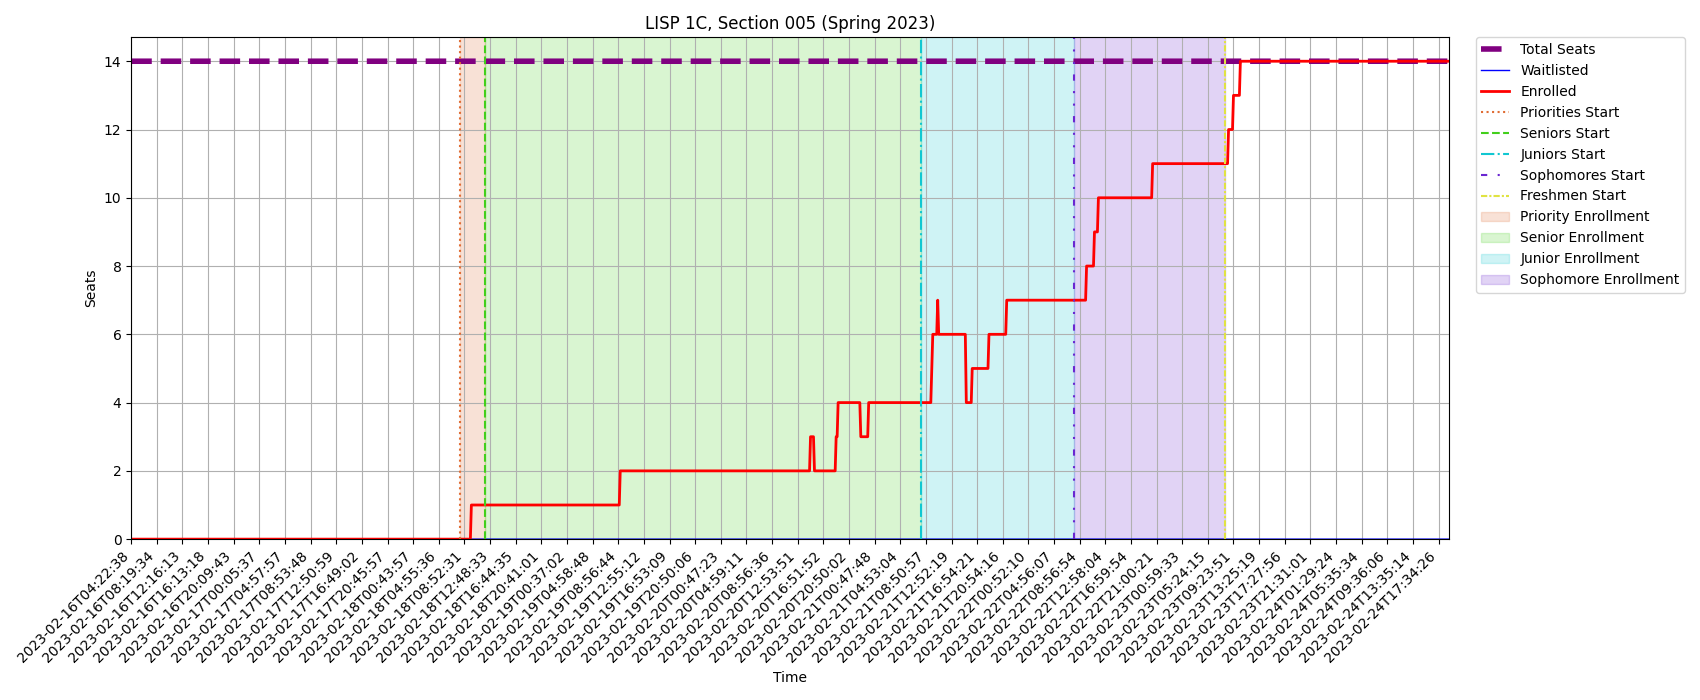 LISP 1C, Section 005 (Spring 2023)
Seats
14
12
10
8
6
4
2
0
2023-02-16T04:22:38
2023-02-16T08:19:34
2023-02-16T12:16:13
2023-02-16T16:13:18
2023-02-16T20:09:43
2023-02-17T00:05:37
2023-02-17T04:57:57
2023-02-17T08:53:48
2023-02-17T12:50:59
2023-02-17T16:49:02
2023-02-17T20:45:57
2023-02-18T00:43:57
2023-02-18T04:55:36
2023-02-18T08:52:31
2023-02-18T12:48:33
2023-02-18T16:44:35
2023-02-18T20:41:01
2023-02-19T00:37:02
2023-02-19T04:58:48
2023-02-19T08:56:44
2023-02-19T12:55:12
2023-02-19T16:53:09
2023-02-19T20:50:06
2023-02-20T00:47:23
2023-02-20T04:59:11
2023-02-20T08:56:36
2023-02-20T12:53:51
2023-02-20T16:51:52
2023-02-20T20:50:02
2023-02-21T00:47:48
2023-02-21T04:53:04
2023-02-21T08:50:57
2023-02-21T12:52:19
2023-02-21T16:54:21
2023-02-21T20:54:16
2023-02-22T00:52:10
2023-02-22T04:56:07
2023-02-22T08:56:54
2023-02-22T12:58:04
2023-02-22T16:59:54
2023-02-22T21:00:21
2023-02-23T00:59:33
2023-02-23T05:24:15
2023-02-23T09:23:51
2023-02-23T13:25:19
2023-02-23T17:27:56
2023-02-23T21:31:01
2023-02-24T01:29:24
2023-02-24T05:35:34
2023-02-24T09:36:06
2023-02-24T13:35:14
2023-02-24T17:34:26
Time
Total Seats
Waitlisted
Enrolled
Priorities Start
Seniors Start
Juniors Start
Sophomores Start
Freshmen Start
Priority Enrollment
Senior Enrollment
Junior Enrollment
Sophomore Enrollment